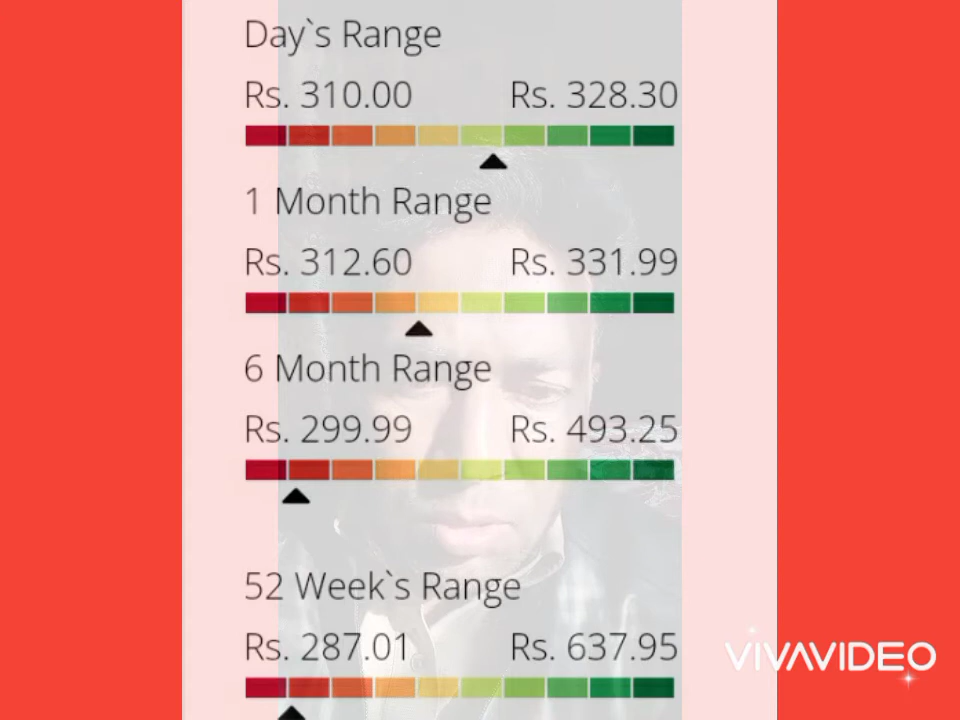 Day`s Range
Rs. 310.00 Rs. 328.30
1 Month Range
Rs. 312.60 Rs. 331.99
6 Month Range
Rs. 299.99 Rs. 493.25
52 Week`s Range
Rs. 287.01 Rs. 637.95
VIVAVIDEO